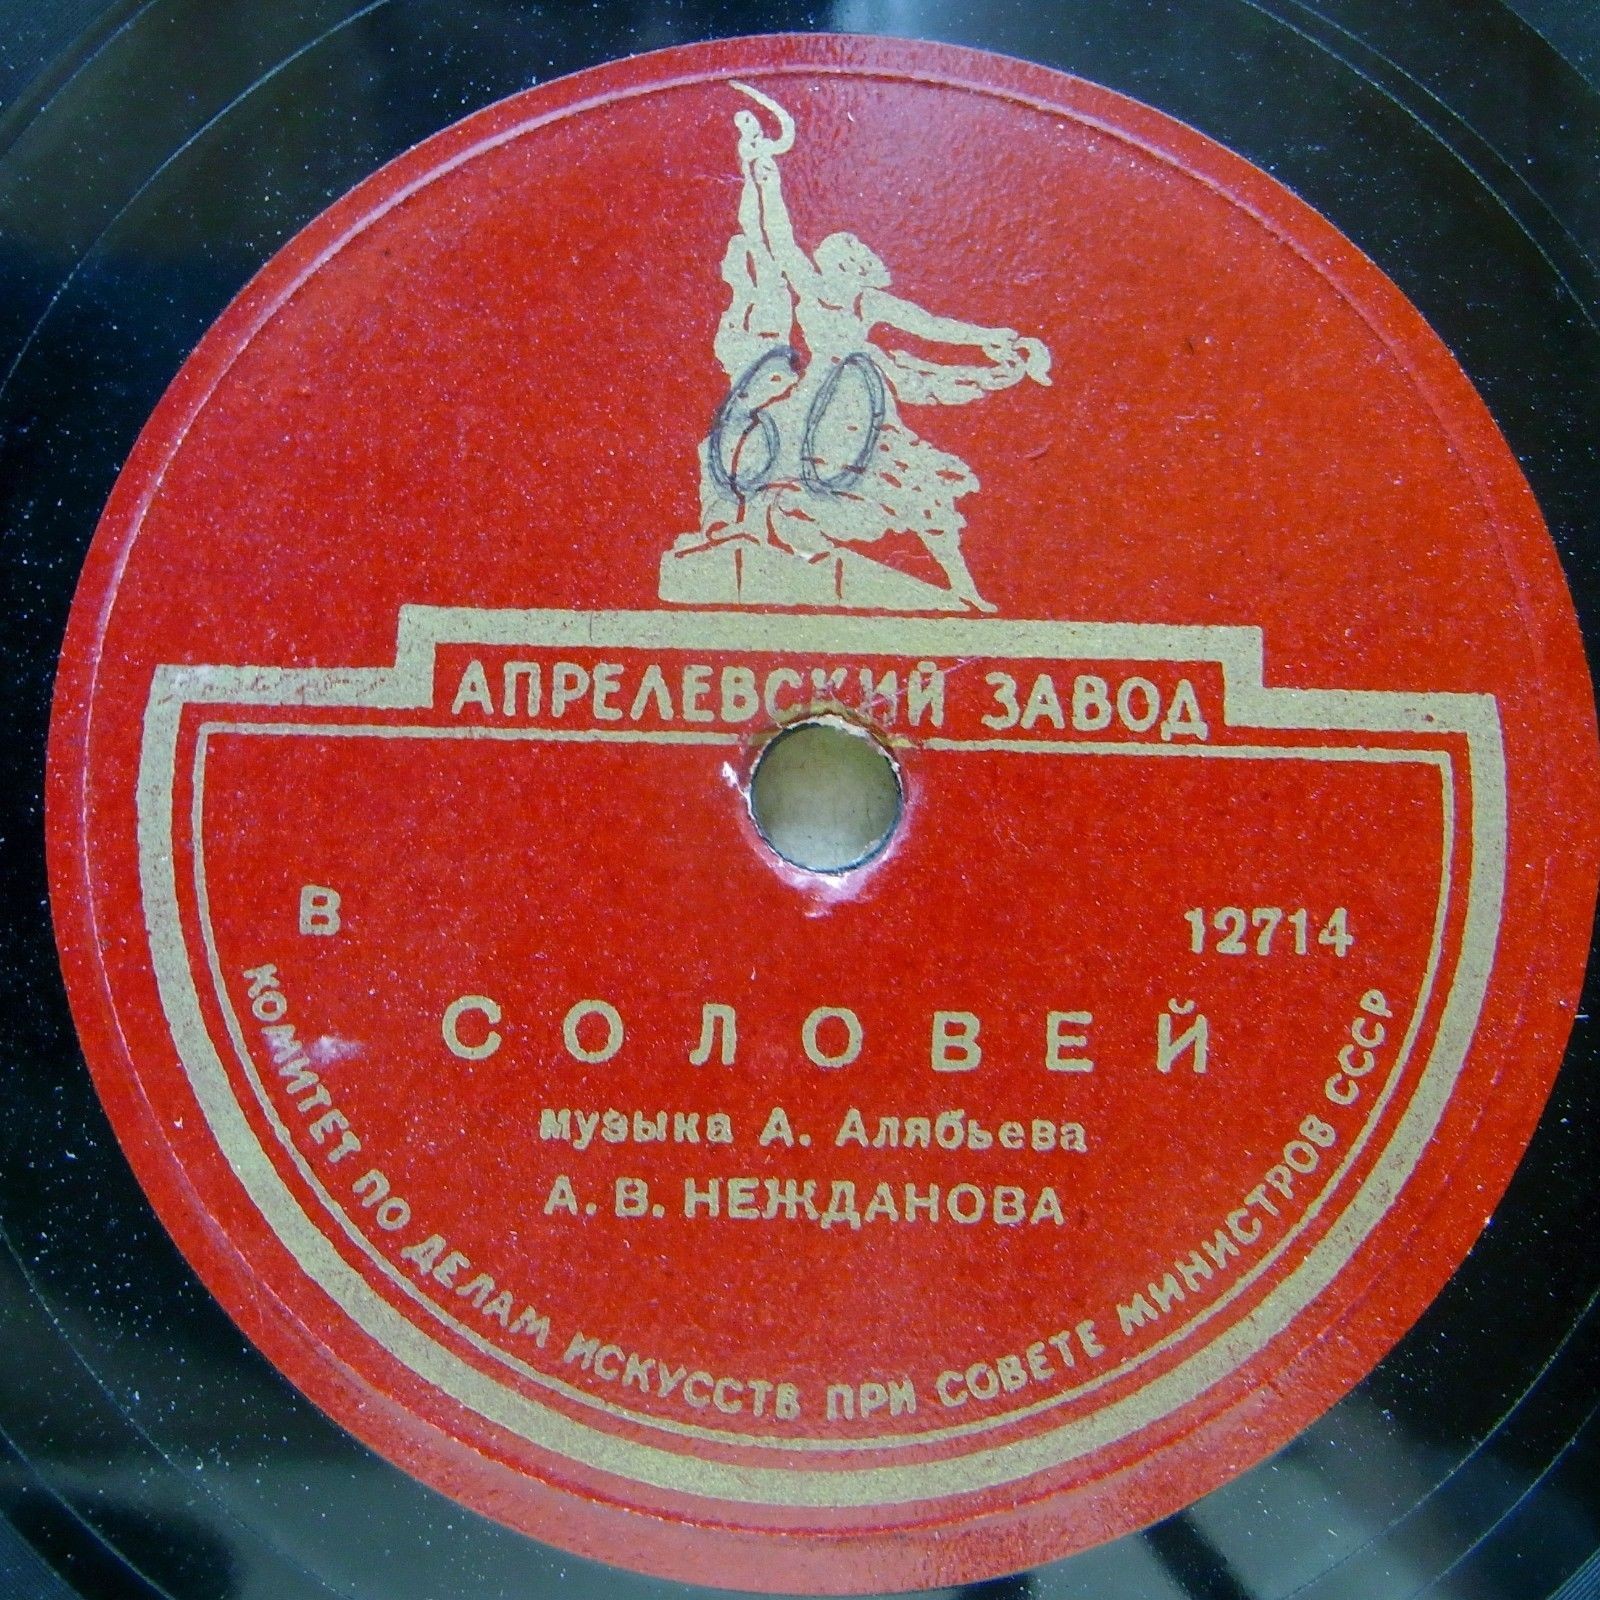 60
АПРЕЛЕВСКИЙ ЗАВОД
В 12714
СОЛОВЕЙ
музыка А. Алябьева
А. В. НЕЖДАНОВА
КОМИТЕТ ПО ДЕЛАМ ИСКУССТВ ПРИ СОВЕТЕ МИНИСТРОВ СССР